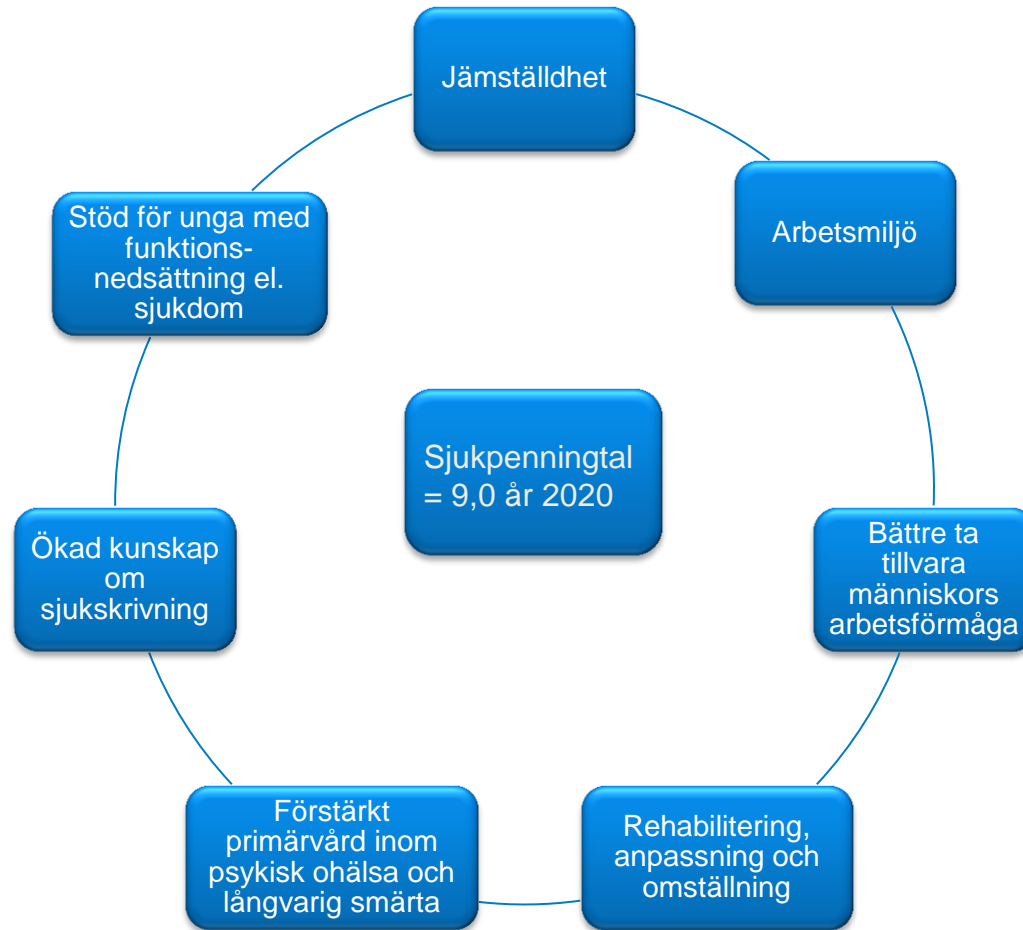 Jämställdhet
Arbetsmiljö
Bättre ta
tillvara
människors
arbetsförmåga
Rehabilitering,
anpassning och
omställning
Förstärkt
primärvård inom
psykisk ohälsa och
långvarig smärta
Ökad kunskap
om
sjukskrivning
Stöd för unga med
funktions-
nedsättning el.
sjukdom
Sjukpenningtal
= 9,0 år 2020